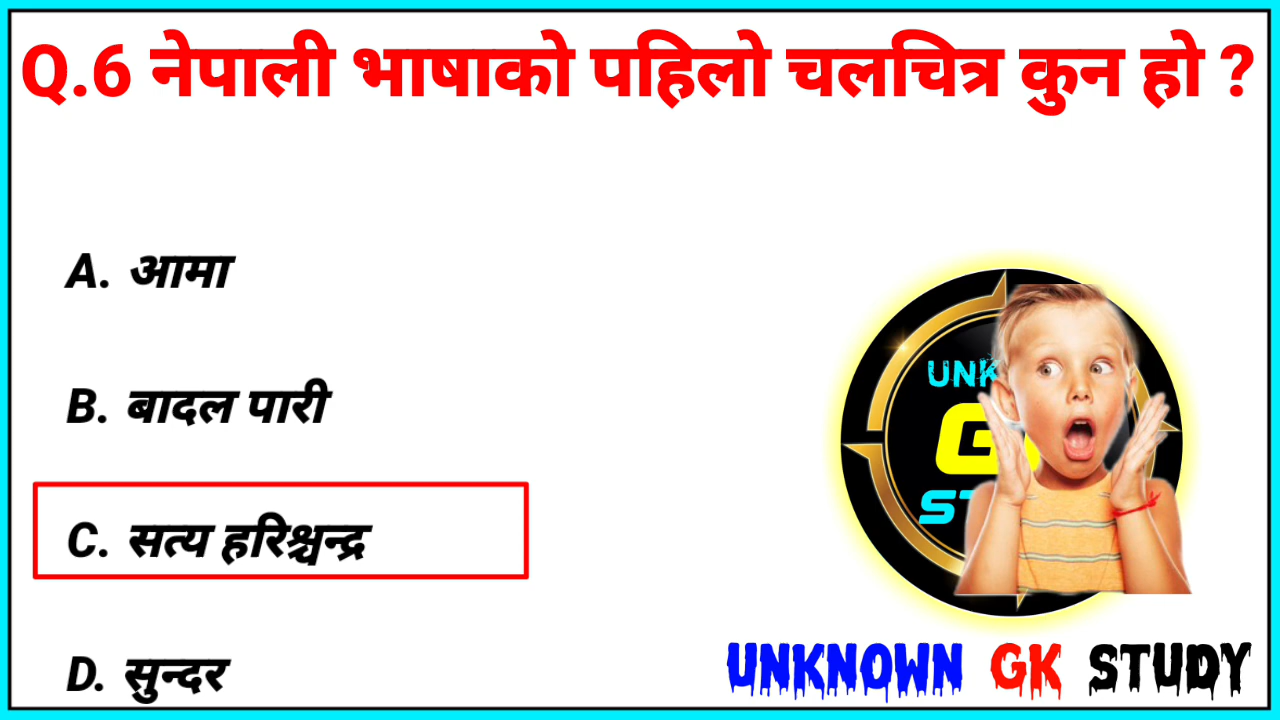 Q.6 नेपाली भाषाको पहिलो चलचित्र कुन हो ?
A. आमा
B. बादल पारी
C. सत्य हरिश्चन्द्र
D. सुन्दर
UNKNOWN GK STUDY